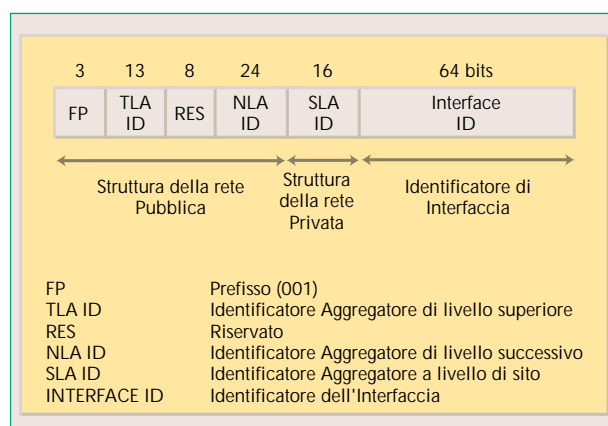 3 13 8 24 16 64 bits
FP TLA ID RES NLA ID SLA ID Interface ID
Struttura della rete Pubblica
Struttura della rete Privata
Identificatore di Interfaccia
FP Prefisso (001)
TLA ID Identificatore Aggregatore di livello superiore
RES Riservato
NLA ID Identificatore Aggregatore di livello successivo
SLA ID Identificatore Aggregatore a livello di sito
INTERFACE ID Identificatore dell'Interfaccia